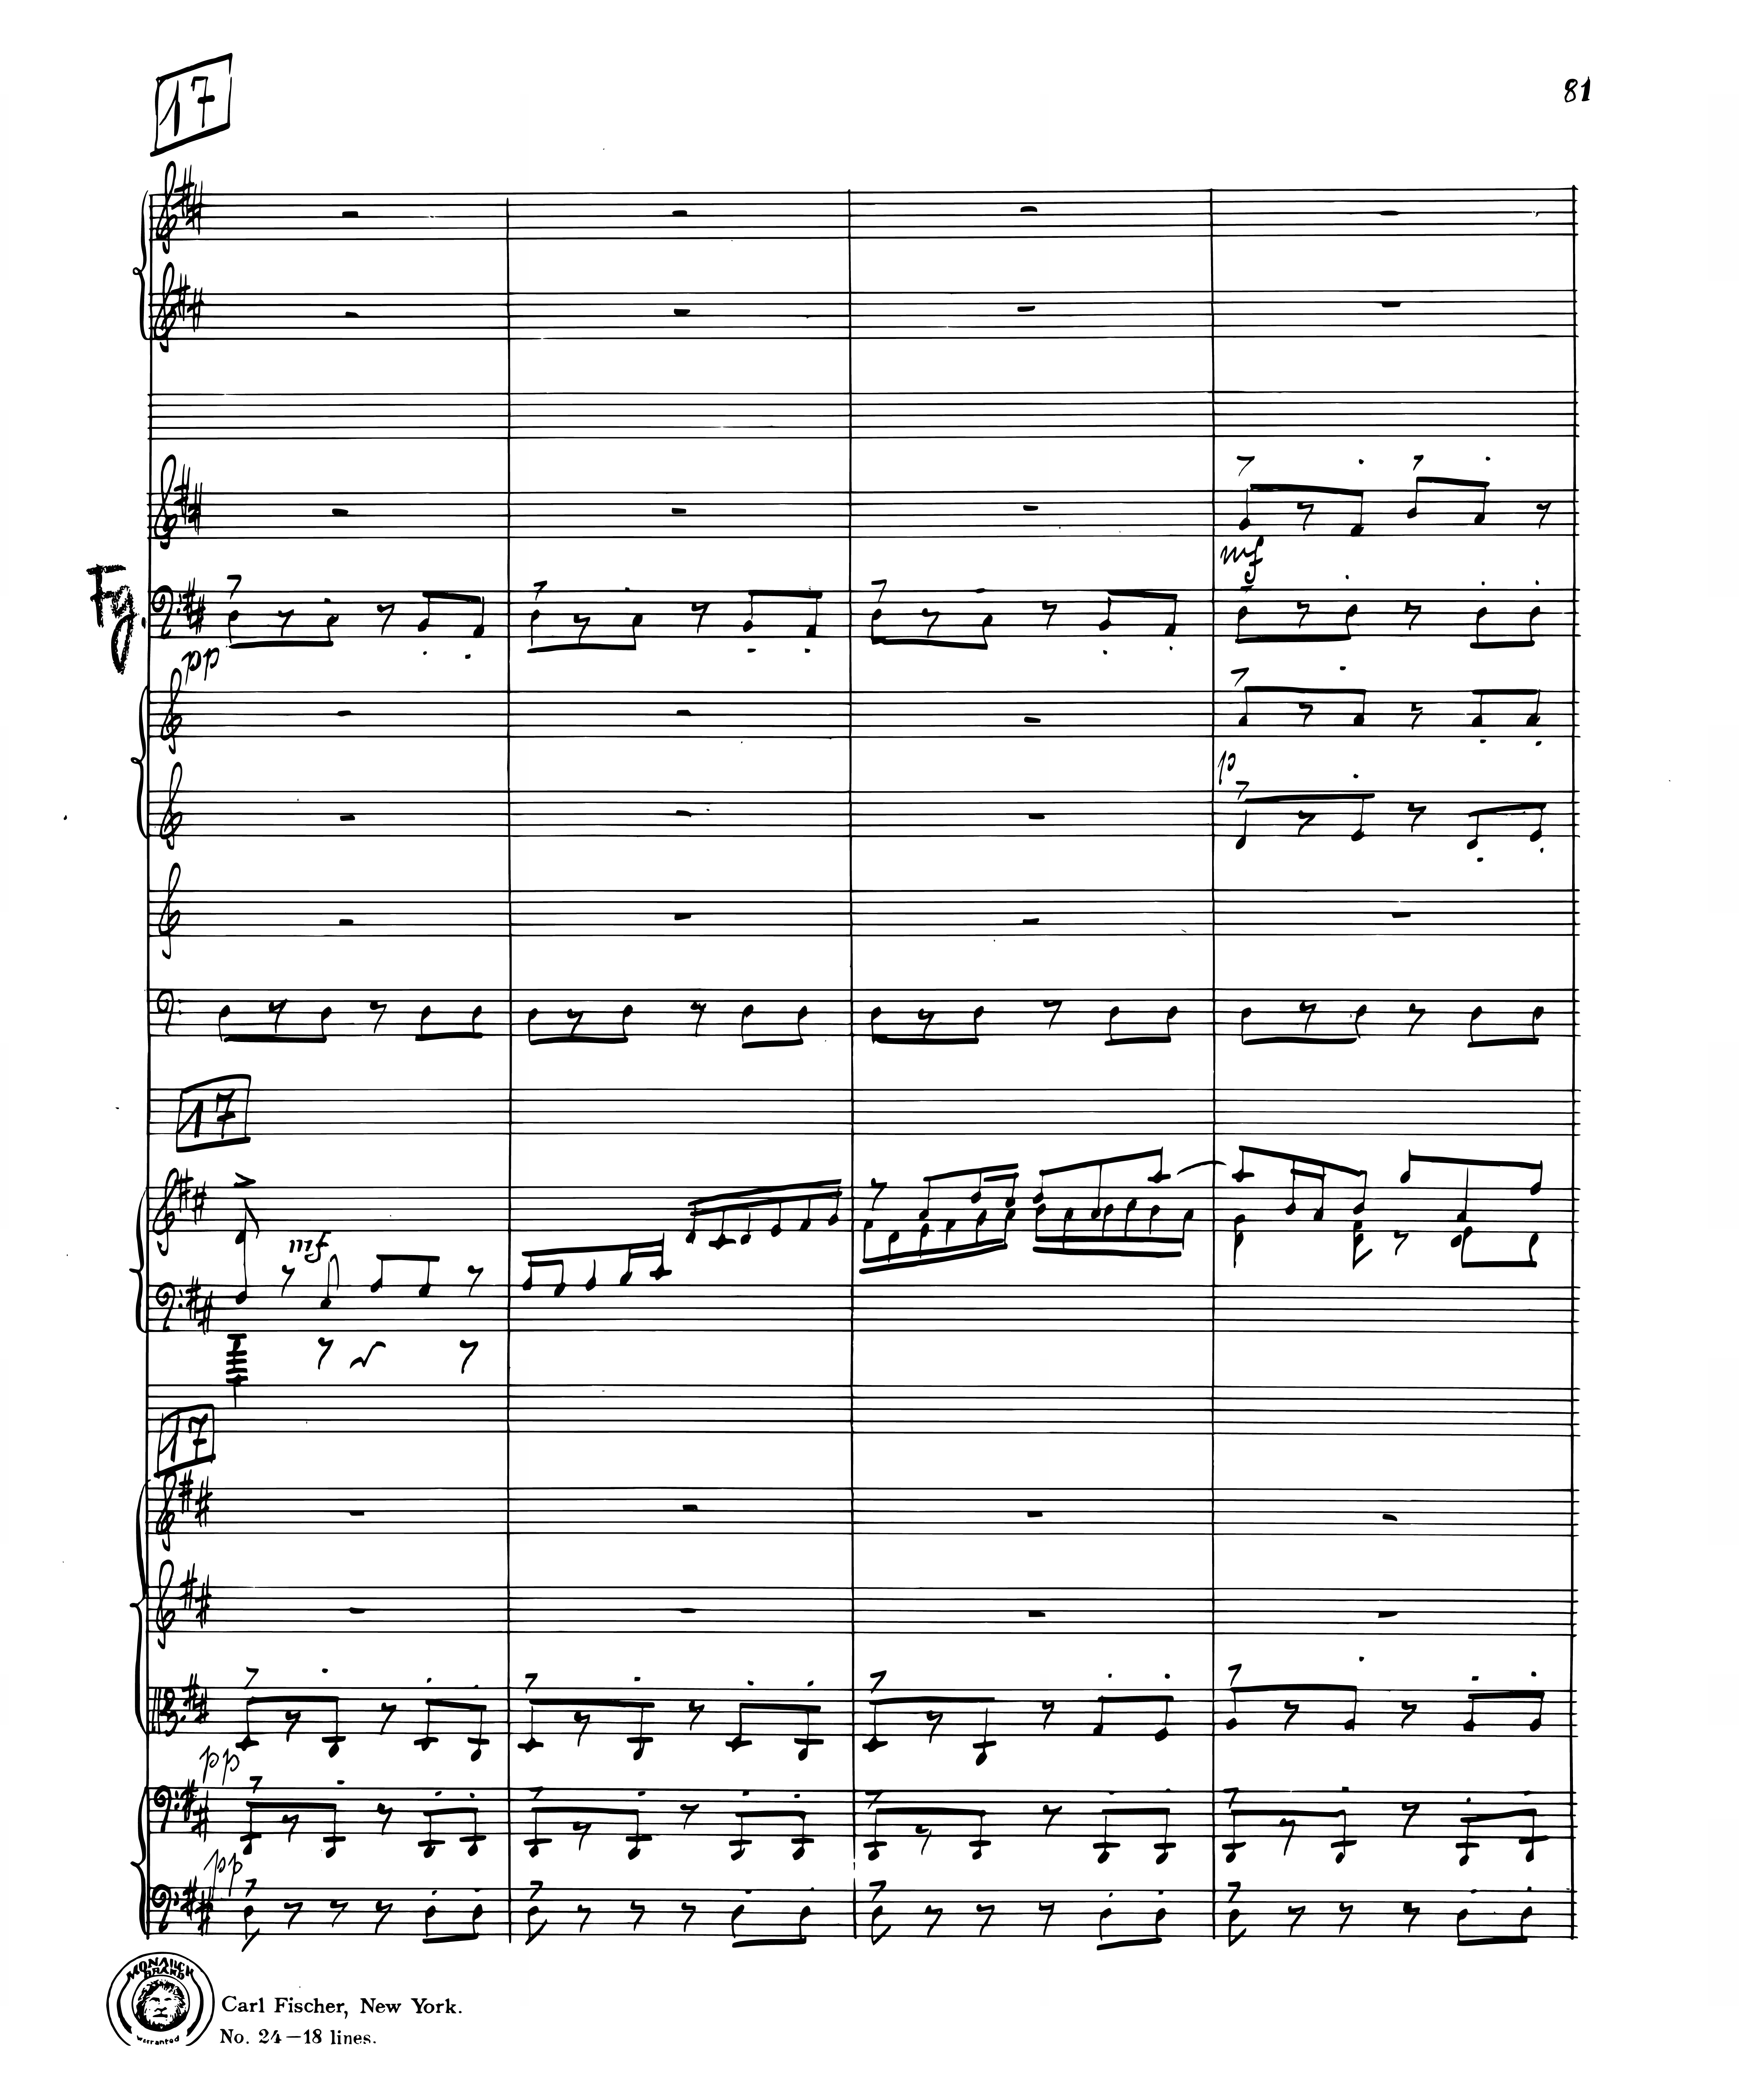 17
81
mf
Fg.
pp
p
17
mf
17
pp
pp
MONARCH
BRAND
Warranted
Carl Fischer, New York.
No. 24–18 lines.